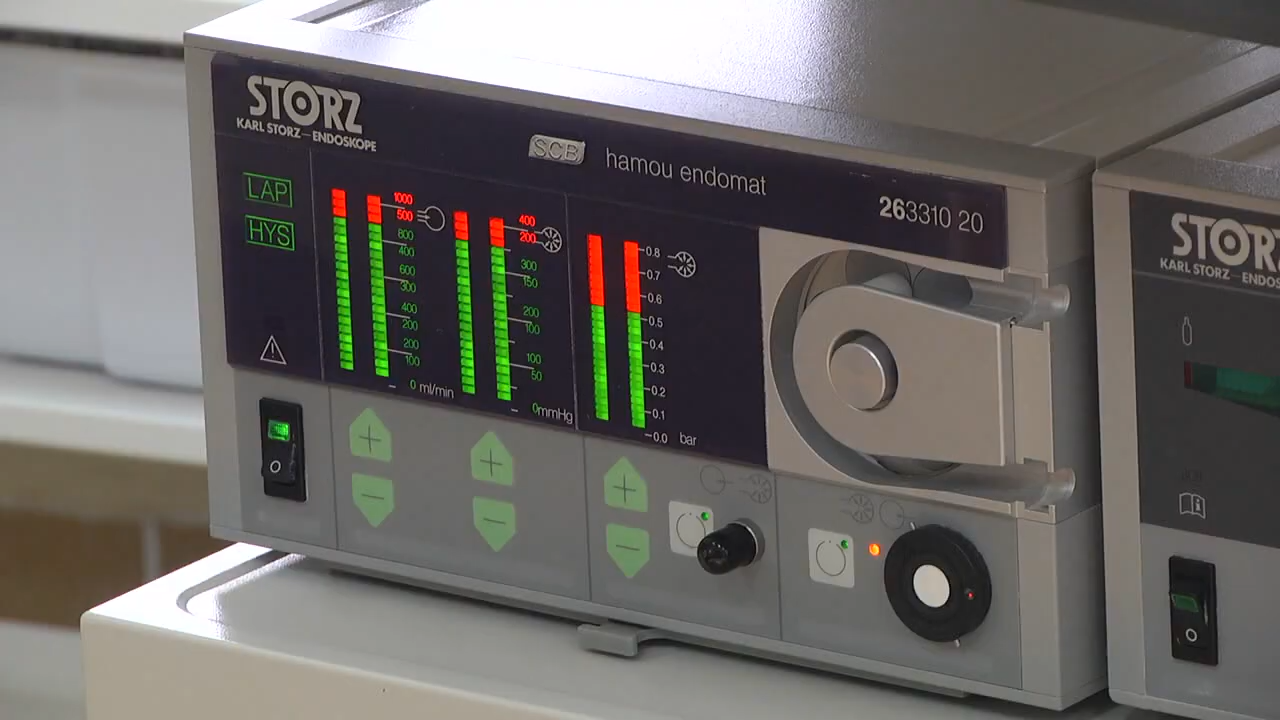 STORZ
KARL STORZ — ENDOSKOPE
SCB
hamou endomat
263310 20
LAP
HYS
1000
500
800
400
600
300
400
200
200
100
0 ml/min
400
200
300
150
200
100
100
50
0mmHg
0.8
0.7
0.6
0.5
0.4
0.3
0.2
0.1
0.0
bar
STORZ
KARL STORZ — ENDOS